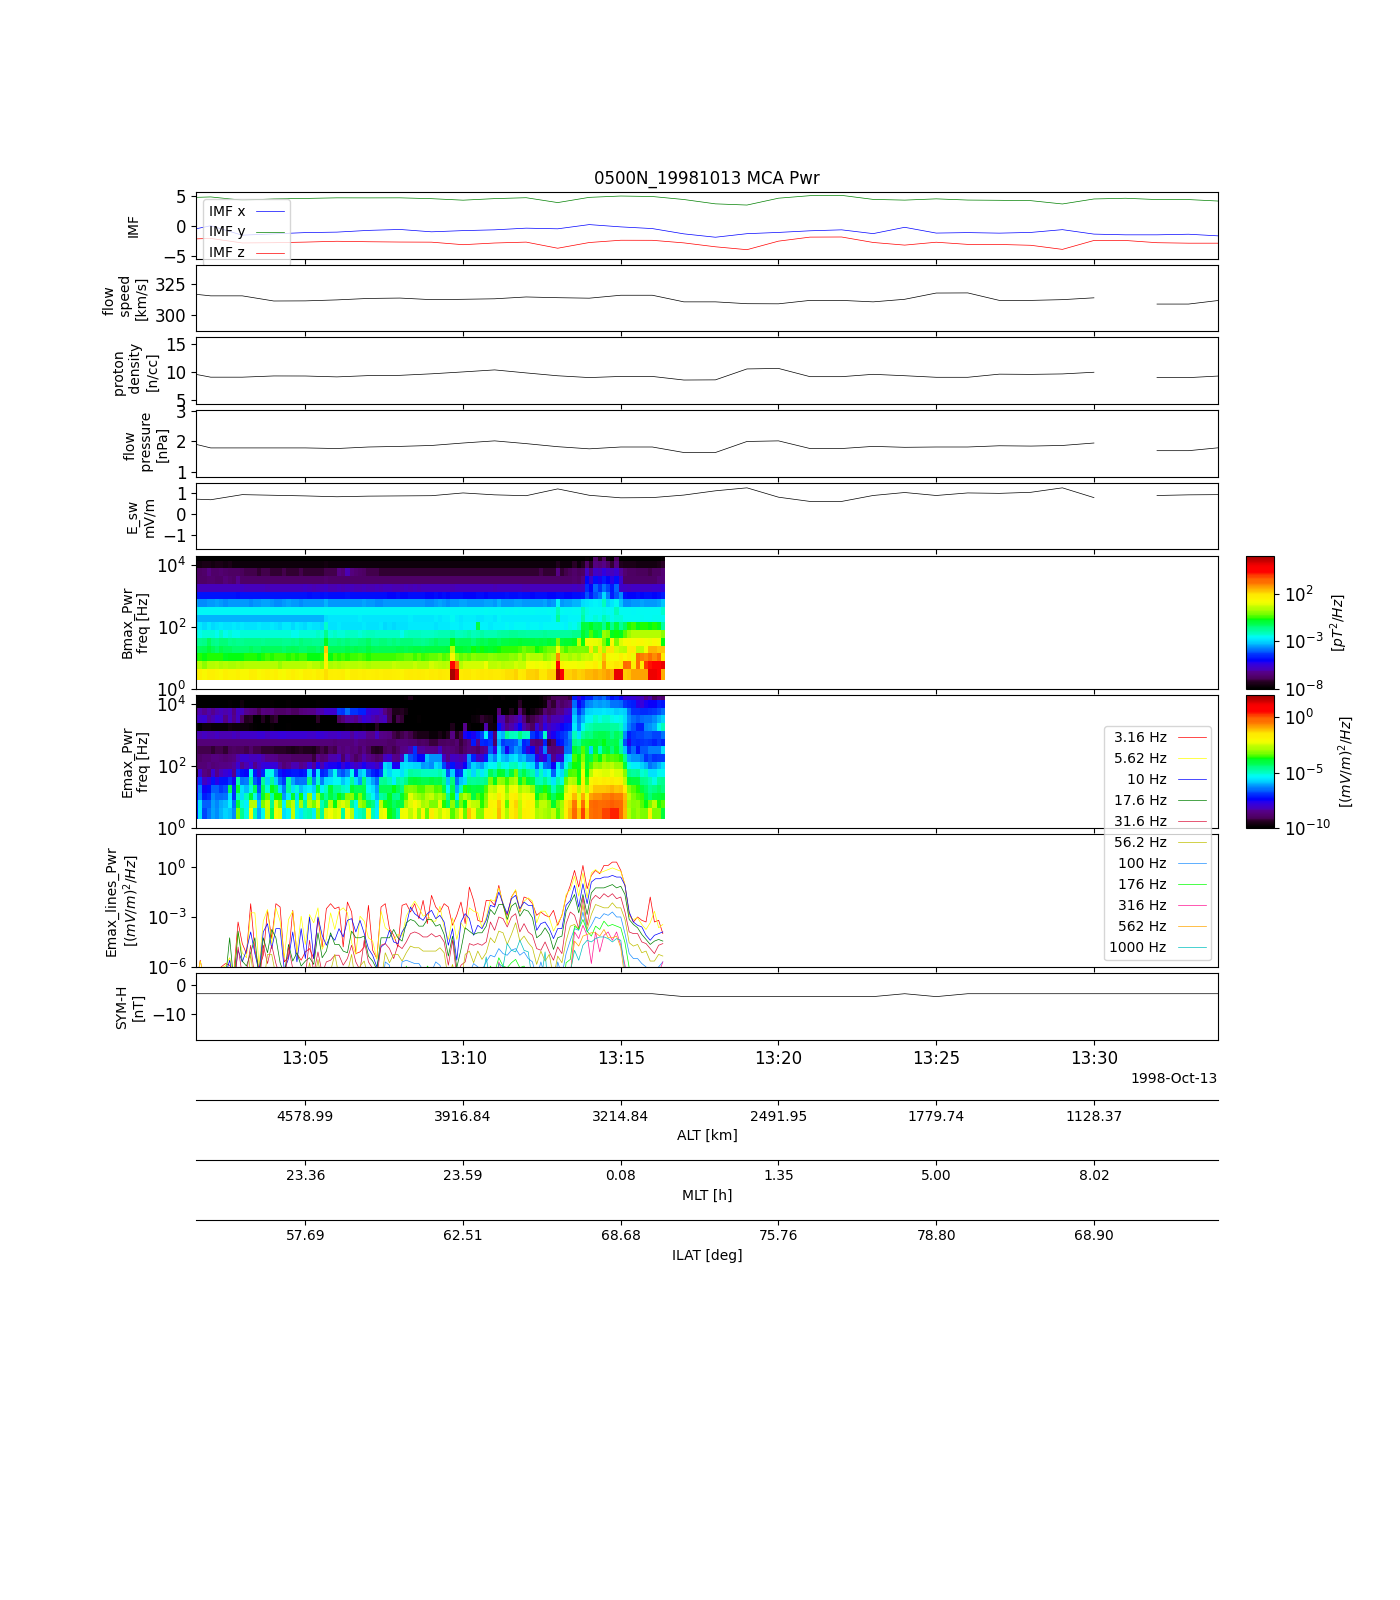 0500N_19981013 MCA Pwr
5
0
−5
IMF
IMF x
IMF y
IMF z
325
300
flow
speed
[km/s]
15
10
5
proton
density
[n/cc]
3
2
1
flow
pressure
[nPa]
1
0
−1
E_sw
mV/m
10^4
10^2
10^0
Bmax_Pwr
freq [Hz]
10^2
10^−3
10^−8
[pT^2/Hz]
10^4
10^2
10^0
Emax_Pwr
freq [Hz]
10^0
10^−5
10^−10
[(mV/m)^2/Hz]
3.16 Hz
5.62 Hz
10 Hz
17.6 Hz
31.6 Hz
56.2 Hz
100 Hz
176 Hz
316 Hz
562 Hz
1000 Hz
10^0
10^−3
10^−6
Emax_lines_Pwr
[(mV/m)^2/Hz]
0
−10
SYM-H
[nT]
13:05 13:10 13:15 13:20 13:25 13:30
1998-Oct-13
4578.99 3916.84 3214.84 2491.95 1779.74 1128.37
ALT [km]
23.36 23.59 0.08 1.35 5.00 8.02
MLT [h]
57.69 62.51 68.68 75.76 78.80 68.90
ILAT [deg]